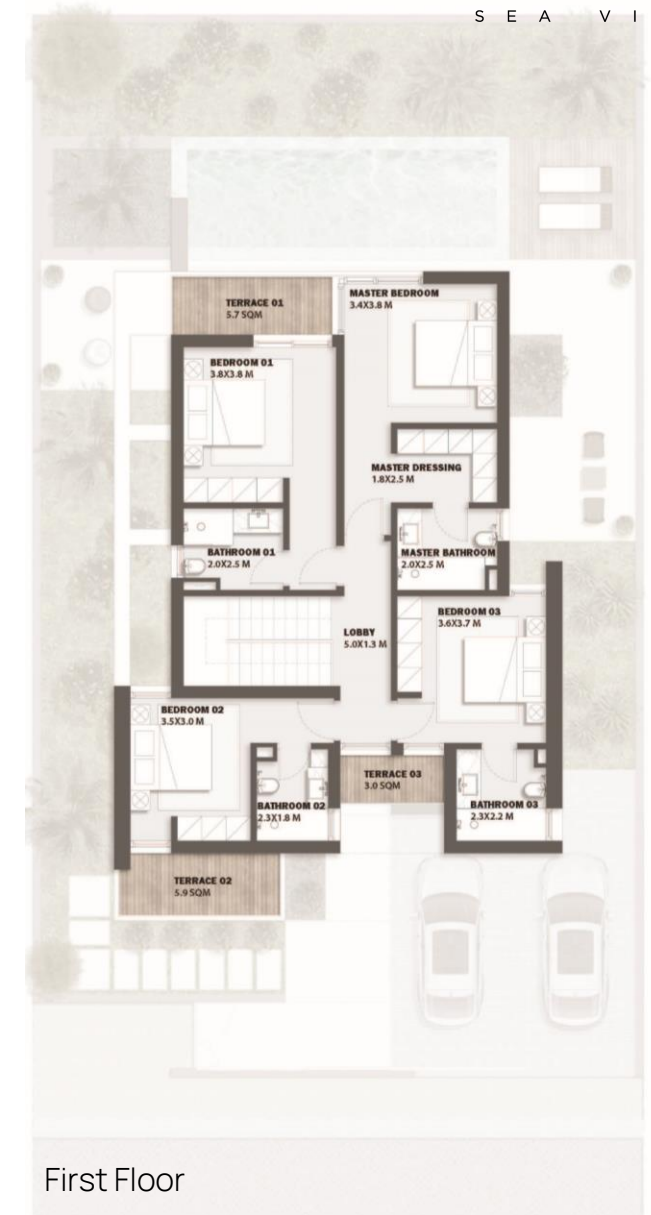 SEA VI
TERRACE 01
5.7 SQM
MASTER BEDROOM
3.4X3.8 M
BEDROOM 01
3.8X3.8 M
MASTER DRESSING
1.8X2.5 M
BATHROOM 01
2.0X2.5 M
MASTER BATHROOM
2.0X2.5 M
BEDROOM 03
3.6X3.7 M
LOBBY
5.0X1.3 M
BEDROOM 02
3.5X3.0 M
TERRACE 03
3.0 SQM
BATHROOM 02
2.3X1.8 M
BATHROOM 03
2.3X2.2 M
TERRACE 02
5.9 SQM
First Floor